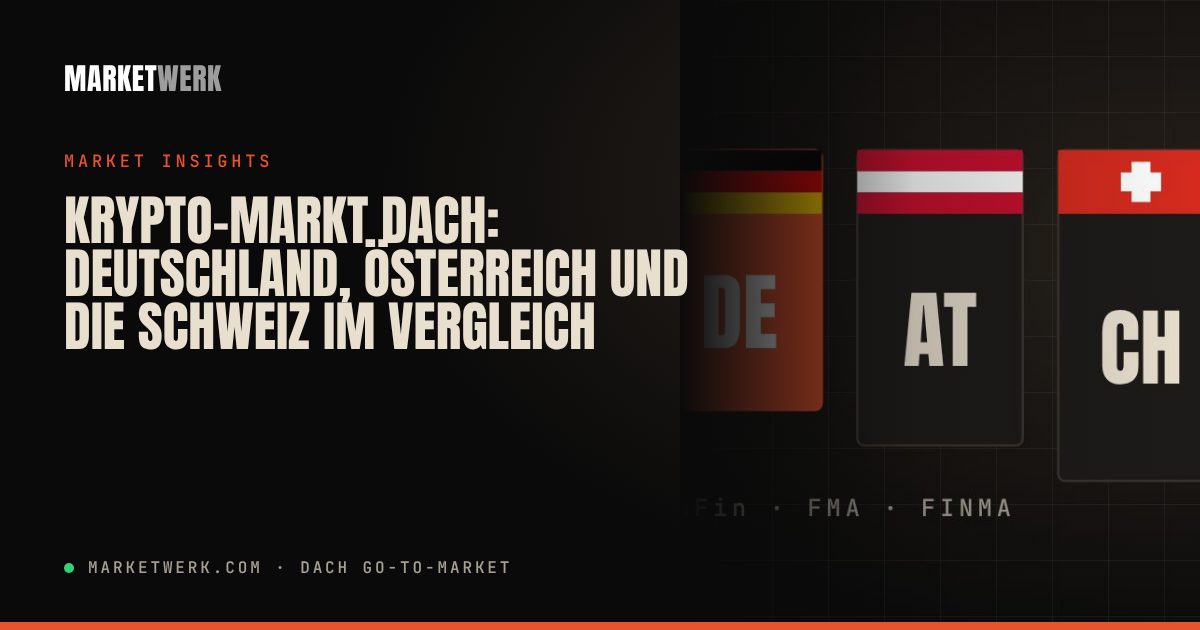 MARKETWERK
MARKET INSIGHTS
KRYPTO-MARKT DACH:
DEUTSCHLAND, ÖSTERREICH UND
DIE SCHWEIZ IM VERGLEICH
DE
AT
CH
Fin · FMA · FINMA
MARKETWERK.COM · DACH GO-TO-MARKET